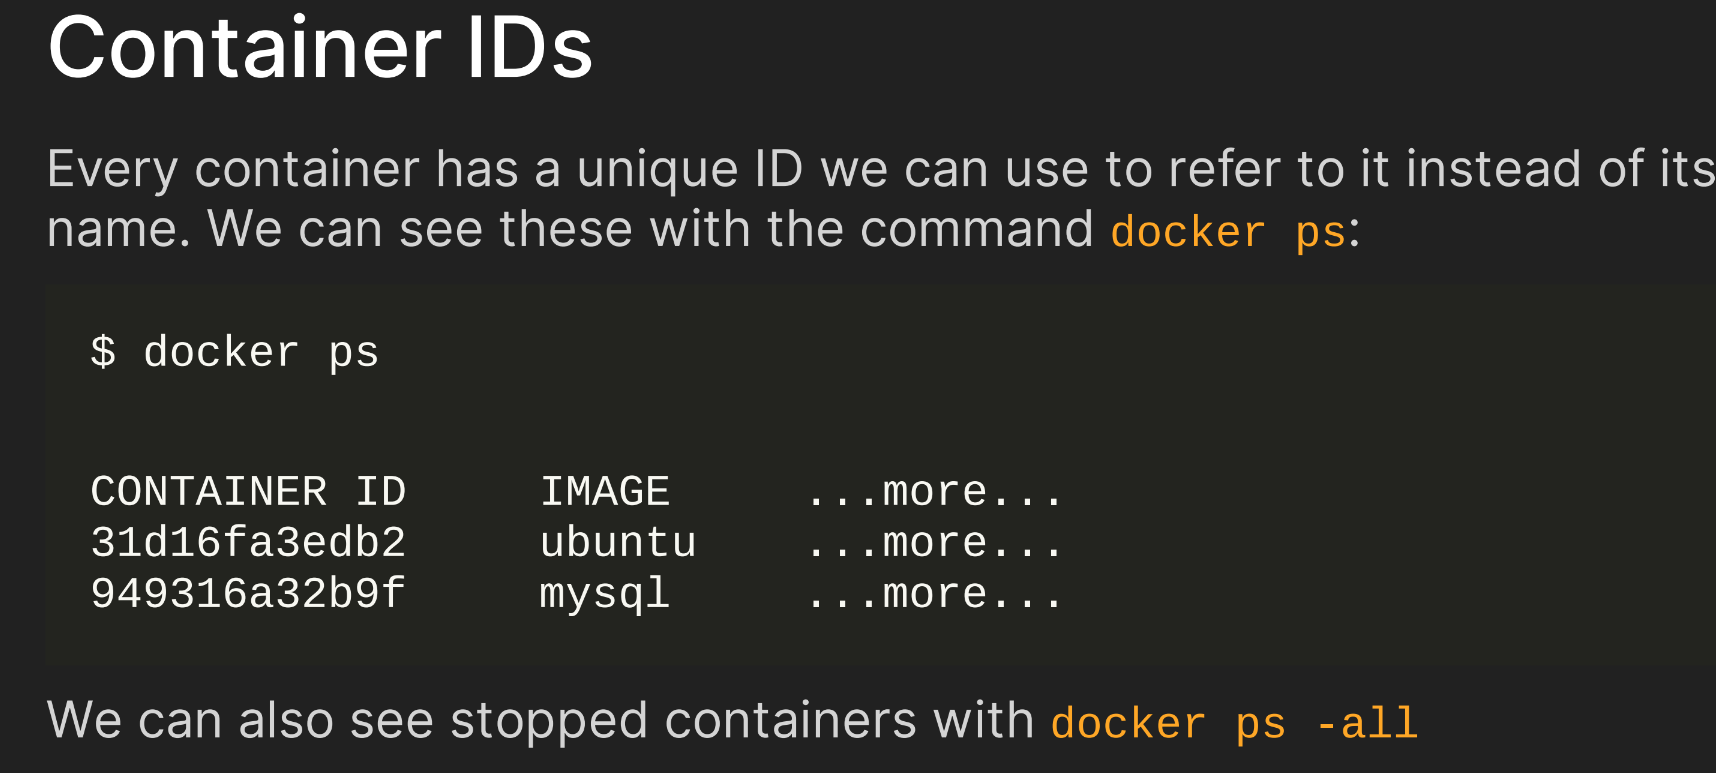 Container IDs
Every container has a unique ID we can use to refer to it instead of its
name. We can see these with the command docker ps:
$ docker ps
CONTAINER ID     IMAGE     ...more...
31d16fa3edb2     ubuntu    ...more...
949316a32b9f     mysql     ...more...
We can also see stopped containers with docker ps -all